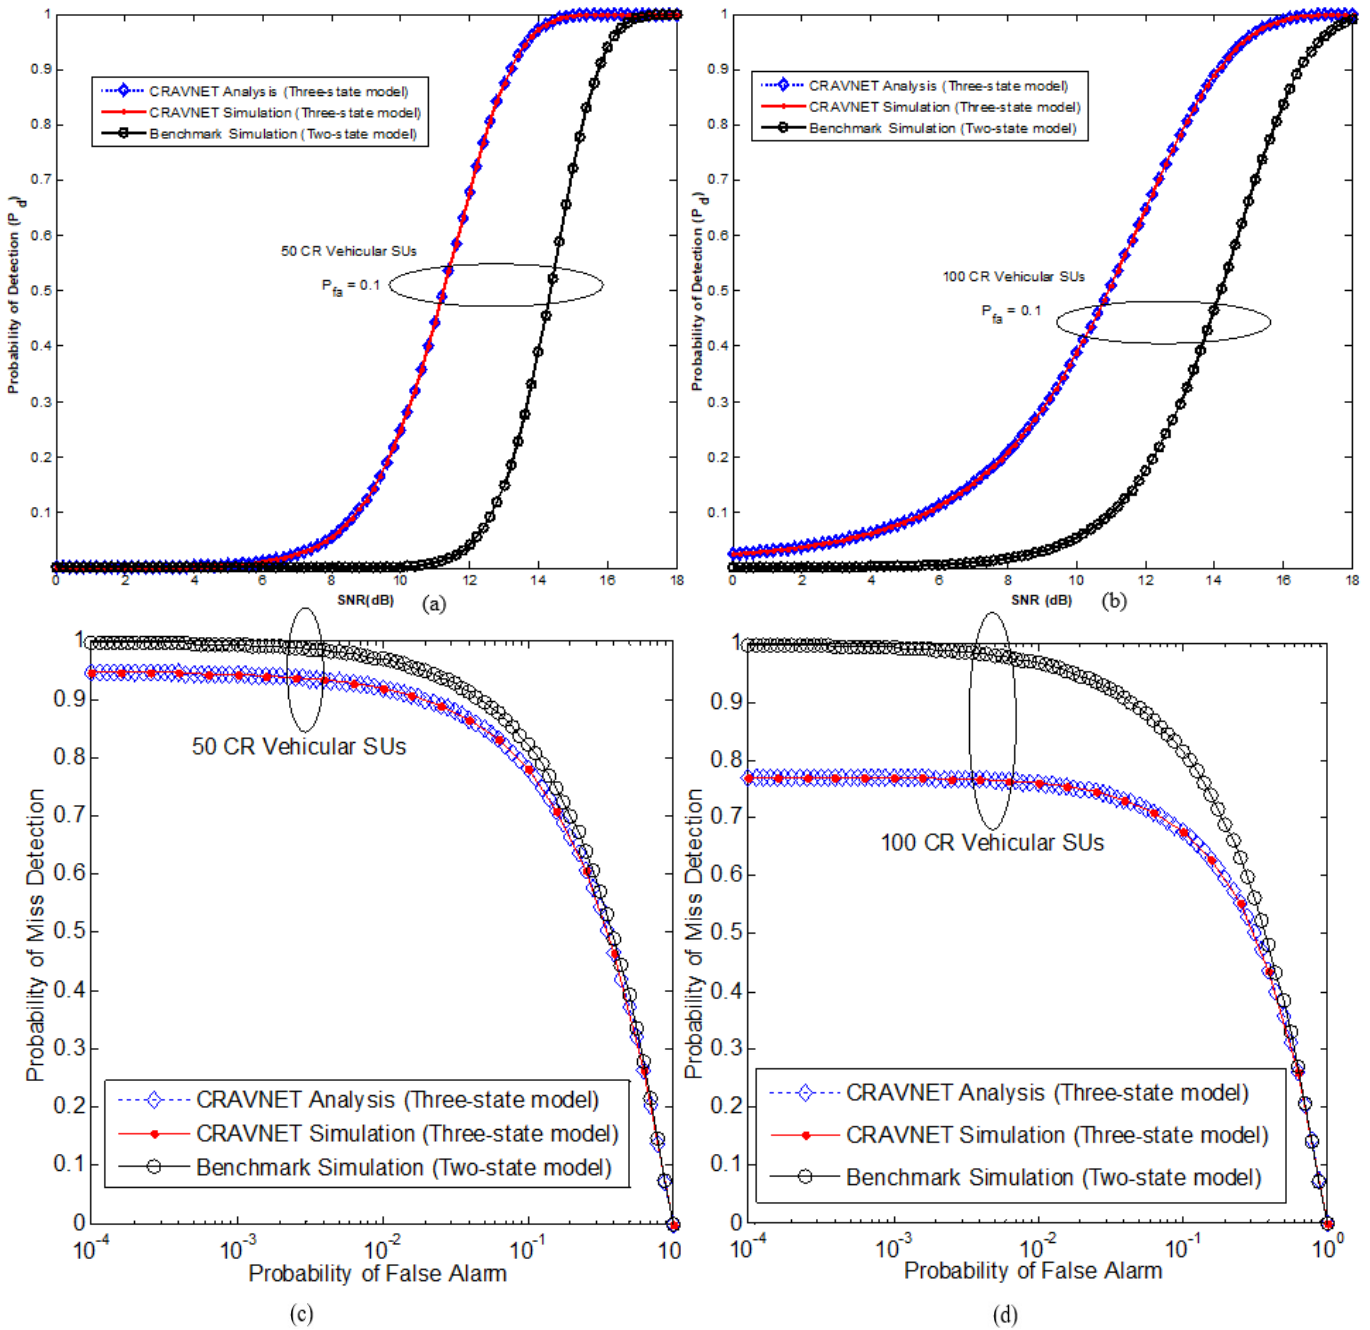 1
0.9
0.8
0.7
0.6
0.5
0.4
0.3
0.2
0.1
Probability of Detection (P_d)
CRAVNET Analysis (Three-state model)
CRAVNET Simulation (Three-state model)
Benchmark Simulation (Two-state model)
50 CR Vehicular SUs
P_fa = 0.1
0 2 4 6 8 10 12 14 16 18
SNR(dB)
(a)
1
0.9
0.8
0.7
0.6
0.5
0.4
0.3
0.2
0.1
Probability of Detection (P_d)
CRAVNET Analysis (Three-state model)
CRAVNET Simulation (Three-state model)
Benchmark Simulation (Two-state model)
100 CR Vehicular SUs
P_fa = 0.1
0 2 4 6 8 10 12 14 16 18
SNR (dB)
(b)
1
0.9
0.8
0.7
0.6
0.5
0.4
0.3
0.2
0.1
0
Probability of Miss Detection
50 CR Vehicular SUs
CRAVNET Analysis (Three-state model)
CRAVNET Simulation (Three-state model)
Benchmark Simulation (Two-state model)
10^-4 10^-3 10^-2 10^-1 10
Probability of False Alarm
(c)
1
0.9
0.8
0.7
0.6
0.5
0.4
0.3
0.2
0.1
0
Probability of Miss Detection
100 CR Vehicular SUs
CRAVNET Analysis (Three-state model)
CRAVNET Simulation (Three-state model)
Benchmark Simulation (Two-state model)
10^-4 10^-3 10^-2 10^-1 10^0
Probability of False Alarm
(d)